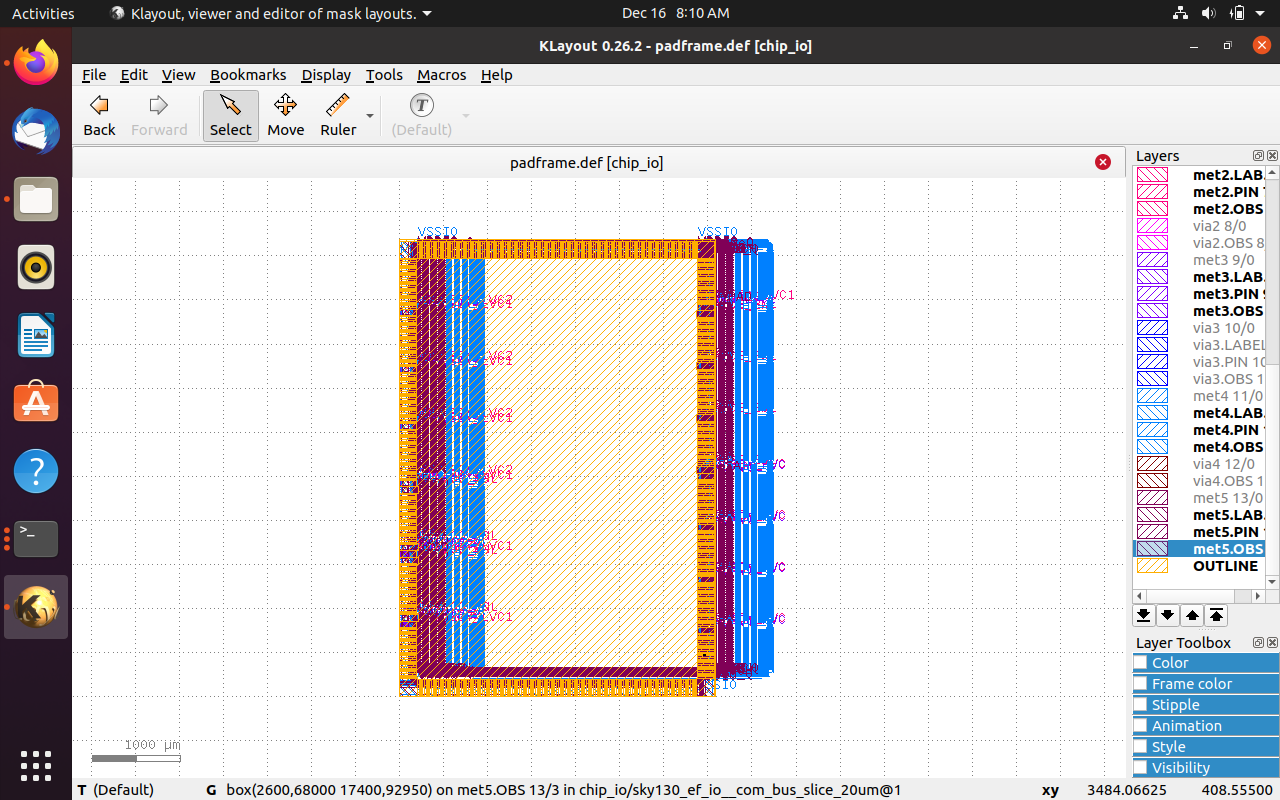 Activities
Klayout, viewer and editor of mask layouts.
Dec 16 8:10 AM
KLayout 0.26.2 - padframe.def [chip_io]
File Edit View Bookmarks Display Tools Macros Help
Back Forward Select Move Ruler T (Default)
padframe.def [chip_io]
Layers
met2.LAB.
met2.PIN
met2.OBS
via2 8/0
via2.OBS 8
met3 9/0
met3.LAB.
met3.PIN 9
met3.OBS
via3 10/0
via3.LABEL
via3.PIN 10
via3.OBS 1
met4 11/0
met4.LAB.
met4.PIN
met4.OBS
via4 12/0
via4.OBS 1
met5 13/0
met5.LAB.
met5.PIN
met5.OBS
OUTLINE
Layer Toolbox
Color
Frame color
Stipple
Animation
Style
Visibility
VSSIO VSSIO
1000 µm
T (Default) G box(2600,68000 17400,92950) on met5.OBS 13/3 in chip_io/sky130_ef_io__com_bus_slice_20um@1 xy 3484.06625 408.55500